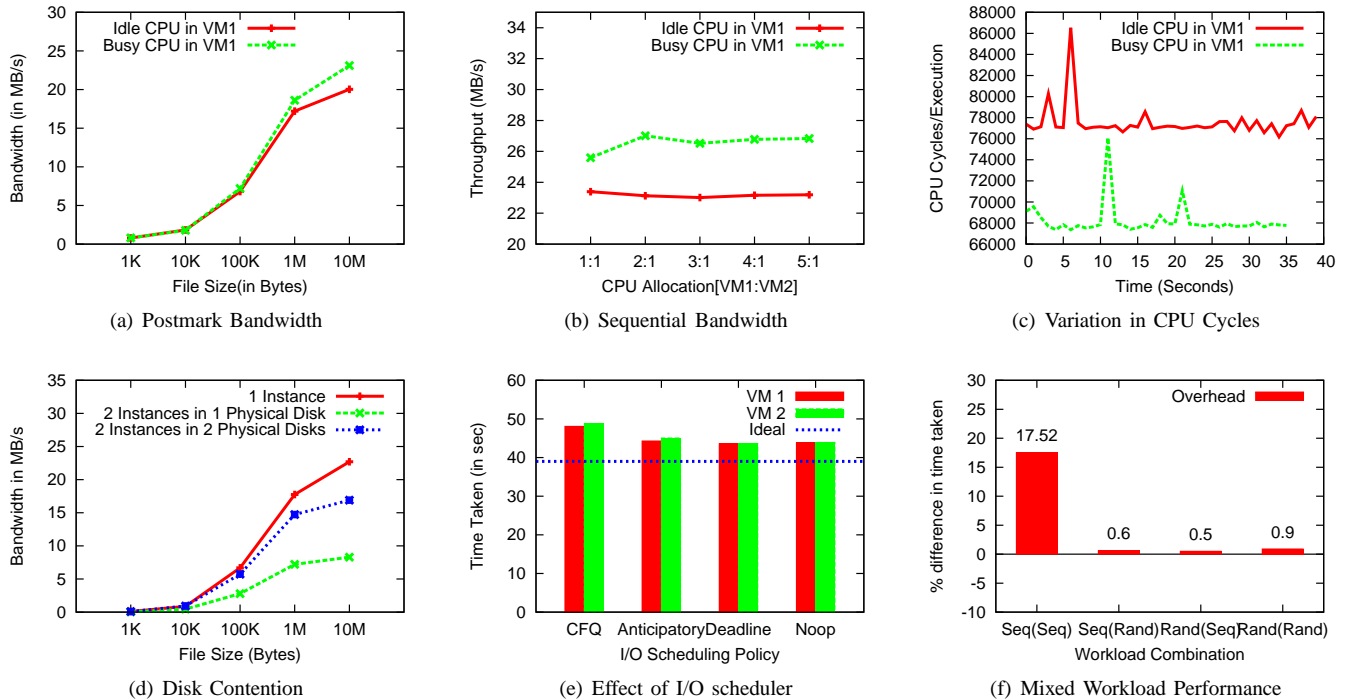 Bandwidth (in MB/s)
30
25
20
15
10
5
0
Idle CPU in VM1
Busy CPU in VM1
1K 10K 100K 1M 10M
File Size(in Bytes)
(a) Postmark Bandwidth
Throughput (MB/s)
34
32
30
28
26
24
22
20
Idle CPU in VM1
Busy CPU in VM1
1:1 2:1 3:1 4:1 5:1
CPU Allocation[VM1:VM2]
(b) Sequential Bandwidth
CPU Cycles/Execution
88000
86000
84000
82000
80000
78000
76000
74000
72000
70000
68000
66000
Idle CPU in VM1
Busy CPU in VM1
0 5 10 15 20 25 30 35 40
Time (Seconds)
(c) Variation in CPU Cycles
Bandwidth in MB/s
35
30
25
20
15
10
5
0
1 Instance
2 Instances in 1 Physical Disk
2 Instances in 2 Physical Disks
1K 10K 100K 1M 10M
File Size (Bytes)
(d) Disk Contention
Time Taken (in sec)
60
50
40
30
20
10
0
VM 1
VM 2
Ideal
CFQ Anticipatory Deadline Noop
I/O Scheduling Policy
(e) Effect of I/O scheduler
% difference in time taken
30
25
20
15
10
5
0
-5
-10
Overhead
17.52
0.6
0.5
0.9
Seq(Seq) Seq(Rand) Rand(Seq) Rand(Rand)
Workload Combination
(f) Mixed Workload Performance